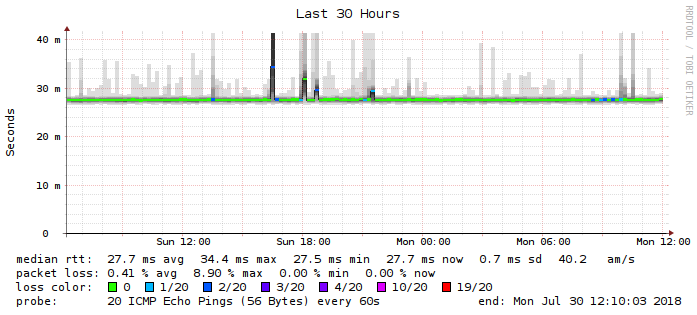 Last 30 Hours
RRDTOOL / TOBI OETIKER
Seconds
40 m
30 m
20 m
10 m
0
Sun 12:00 Sun 18:00 Mon 00:00 Mon 06:00 Mon 12:00
median rtt: 27.7 ms avg 34.4 ms max 27.5 ms min 27.7 ms now 0.7 ms sd 40.2 am/s
packet loss: 0.41 % avg 8.90 % max 0.00 % min 0.00 % now
loss color: 0 1/20 2/20 3/20 4/20 10/20 19/20
probe: 20 ICMP Echo Pings (56 Bytes) every 60s end: Mon Jul 30 12:10:03 2018